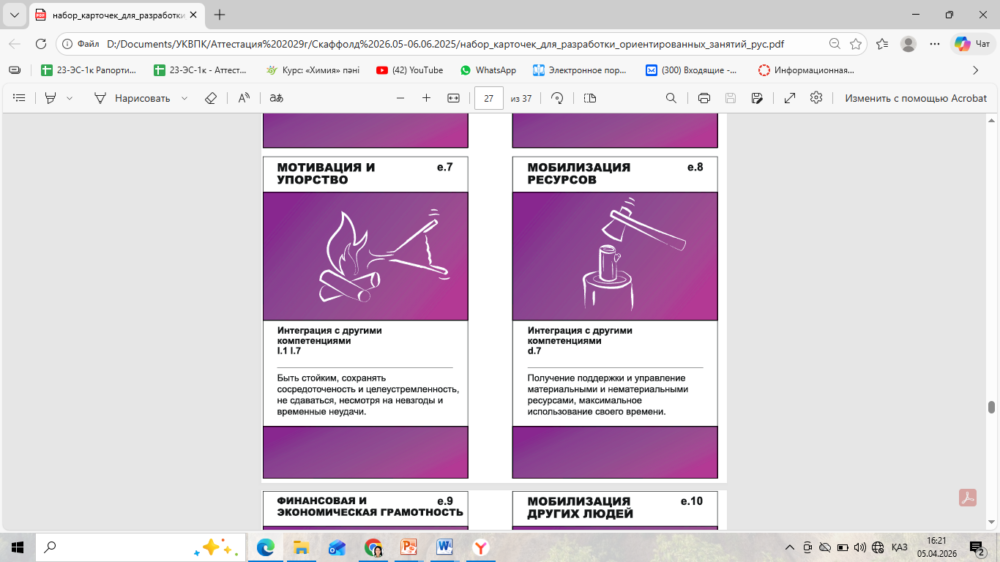 набор_карточек_для_разработки_
Файл
D:/Documents/УКВПК/Аттестация%202029г/Скаффолд%2026.05-06.06.2025/набор_карточек_для_разработки_ориентированных_занятий_рус.pdf
Чат
23-ЭС-1к Рапорти...
23-ЭС-1к - Аттест...
Курс: «Химия» пәні
(42) YouTube
WhatsApp
Электронное пор...
(300) Входящие -...
Информационная...
Нарисовать
27
из 37
Изменить с помощью Acrobat
МОТИВАЦИЯ И
УПОРСТВО
e.7
Интеграция с другими
компетенциями
I.1 I.7
Быть стойким, сохранять
сосредоточеность и целеустремленность,
не сдаваться, несмотря на невзгоды и
временные неудачи.
МОБИЛИЗАЦИЯ
РЕСУРСОВ
e.8
Интеграция с другими
компетенциями
d.7
Получение поддержки и управление
материальными и нематериальными
ресурсами, максимальное
использование своего времени.
ФИНАНСОВАЯ И
ЭКОНОМИЧЕСКАЯ ГРАМОТНОСТЬ
e.9
МОБИЛИЗАЦИЯ
ДРУГИХ ЛЮДЕЙ
e.10
ҚАЗ
16:21
05.04.2026
2